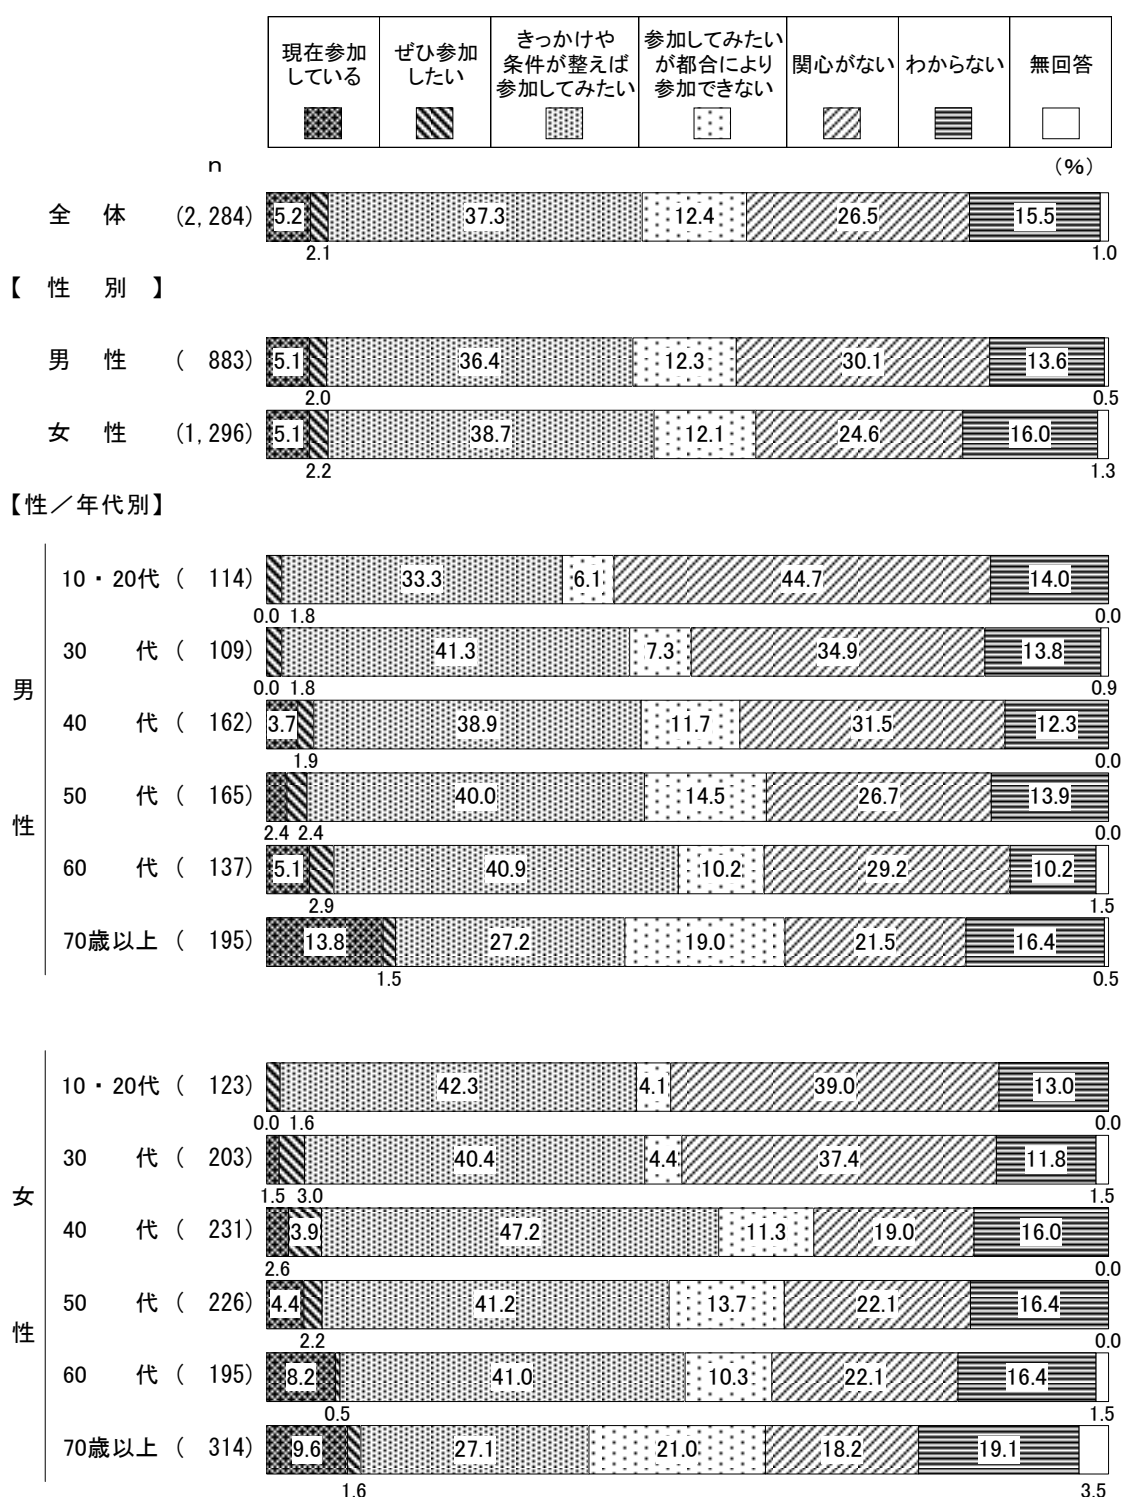 現在参加
している
ぜひ参加
したい
きっかけや
条件が整えば
参加してみたい
参加してみたい
が都合により
参加できない
関心がない
わからない
無回答
n
(%)
全 体 (2,284) 5.2 37.3 12.4 26.5 15.5
2.1 1.0
【 性 別 】
男 性 ( 883) 5.1 36.4 12.3 30.1 13.6
2.0 0.5
女 性 (1,296) 5.1 38.7 12.1 24.6 16.0
2.2 1.3
【性／年代別】
男性
10・20代 ( 114) 33.3 6.1 44.7 14.0
0.0 1.8 0.0
30 代 ( 109) 41.3 7.3 34.9 13.8
0.0 1.8 0.9
40 代 ( 162) 3.7 38.9 11.7 31.5 12.3
1.9 0.0
50 代 ( 165) 40.0 14.5 26.7 13.9
2.4 2.4 0.0
60 代 ( 137) 5.1 40.9 10.2 29.2 10.2
2.9 1.5
70歳以上 ( 195) 13.8 27.2 19.0 21.5 16.4
1.5 0.5
女性
10・20代 ( 123) 42.3 4.1 39.0 13.0
0.0 1.6 0.0
30 代 ( 203) 40.4 4.4 37.4 11.8
1.5 3.0 1.5
40 代 ( 231) 3.9 47.2 11.3 19.0 16.0
2.6 0.0
50 代 ( 226) 4.4 41.2 13.7 22.1 16.4
2.2 0.0
60 代 ( 195) 8.2 41.0 10.3 22.1 16.4
0.5 1.5
70歳以上 ( 314) 9.6 27.1 21.0 18.2 19.1
1.6 3.5